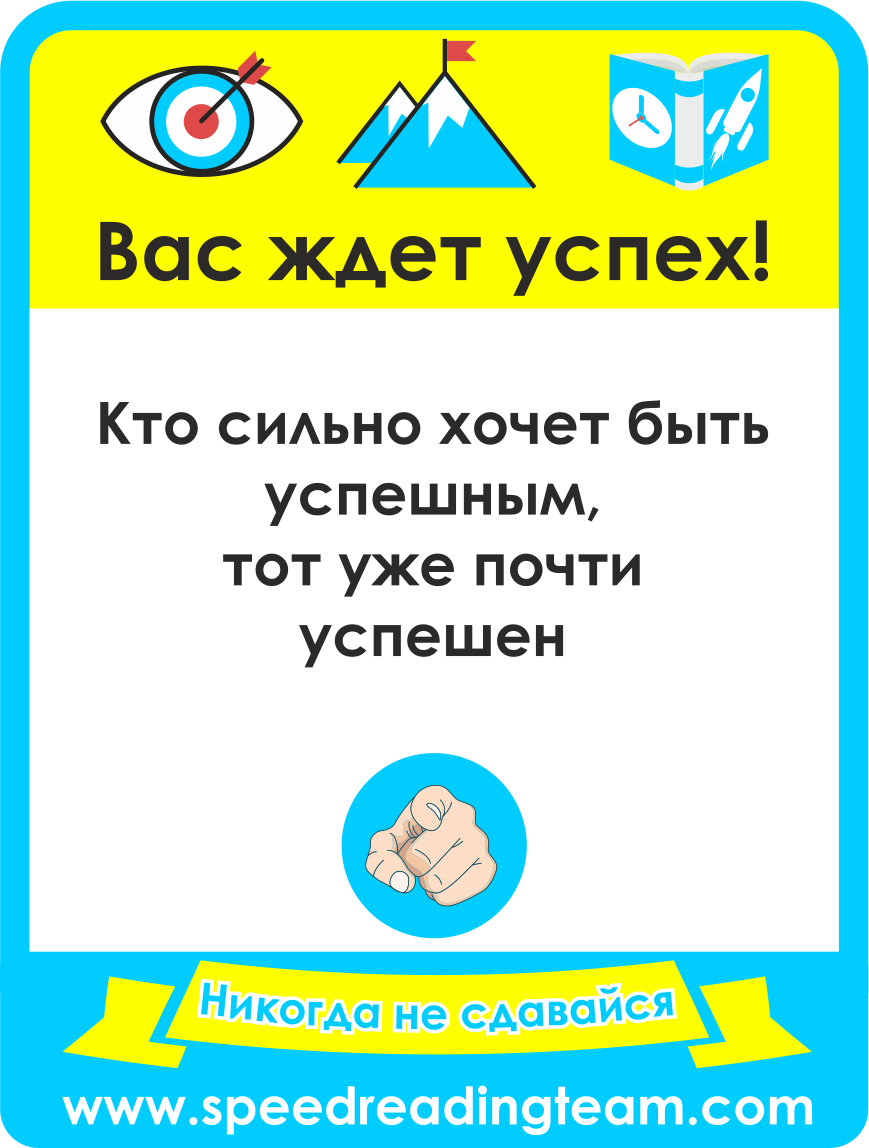 Вас ждет успех!
Кто сильно хочет быть
успешным,
тот уже почти
успешен
Никогда не сдавайся
www.speedreadingteam.com